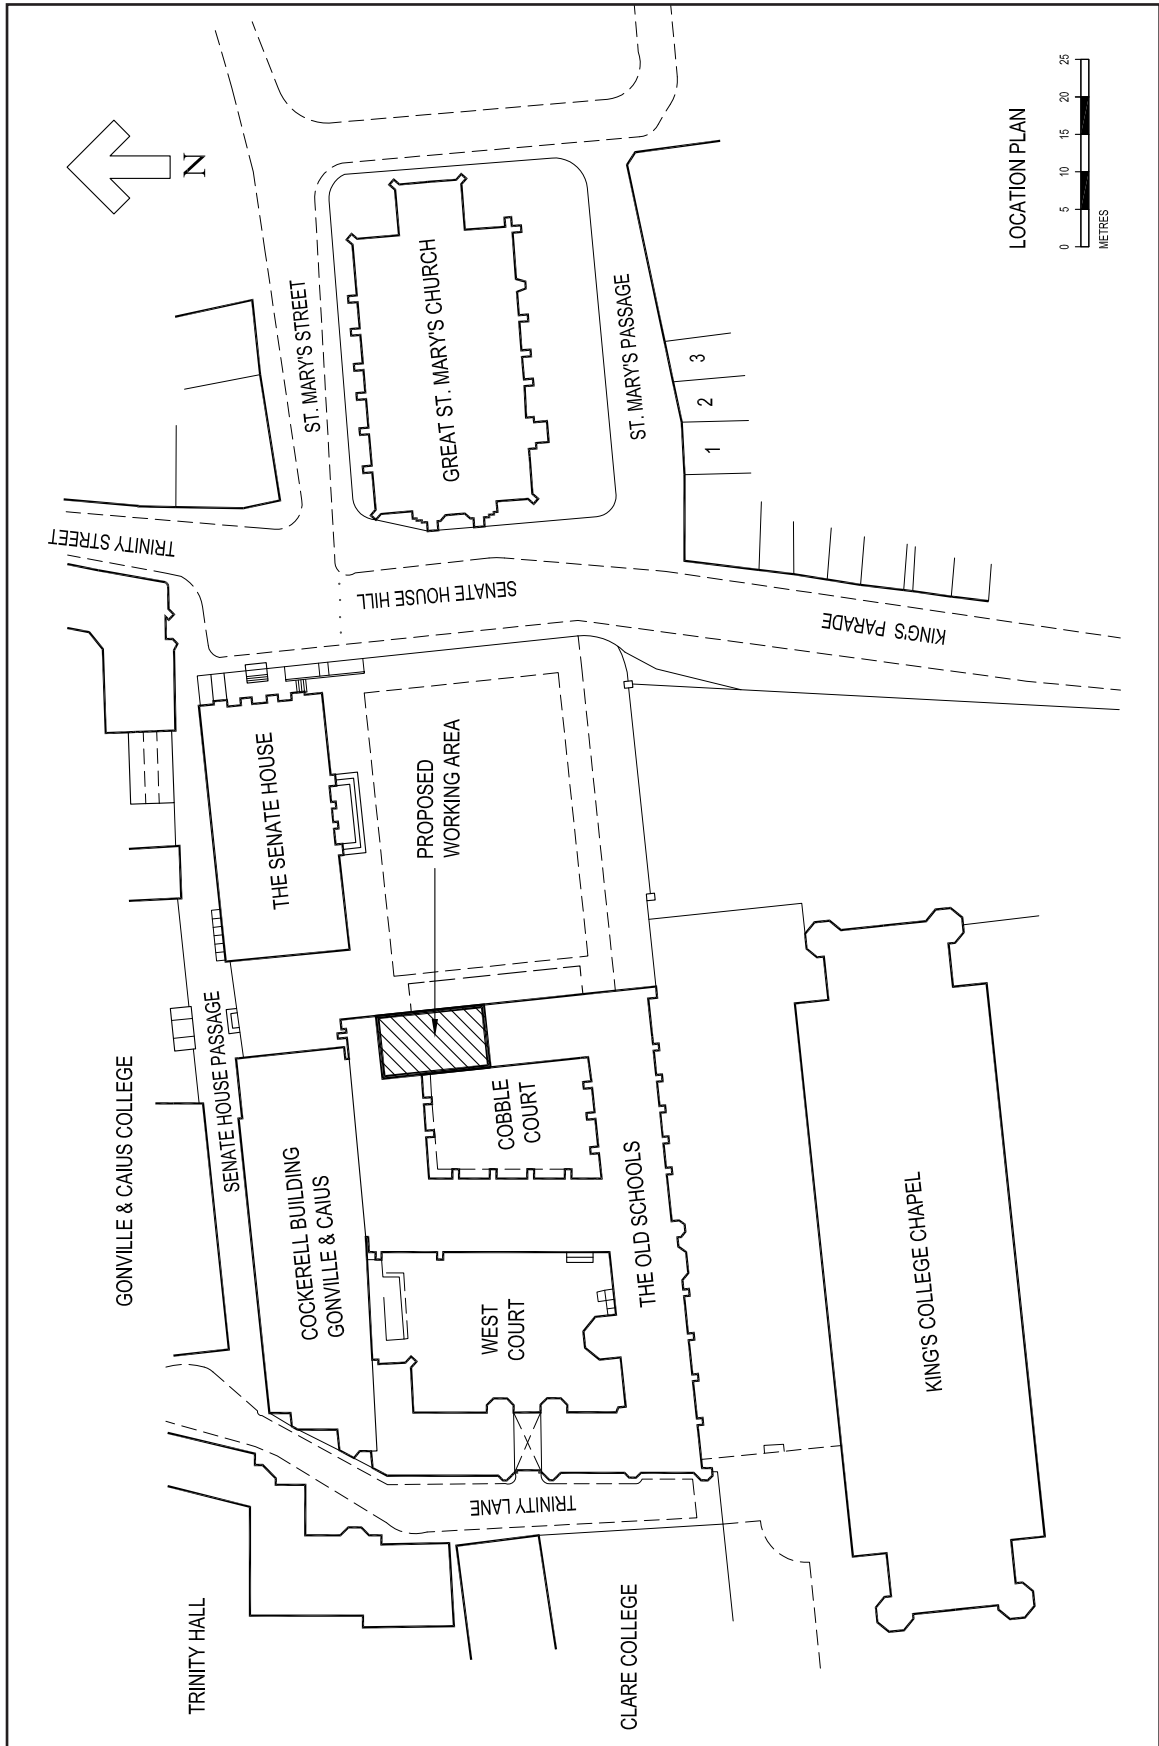 N
TRINITY STREET
ST. MARY'S STREET
GREAT ST. MARY'S CHURCH
ST. MARY'S PASSAGE
1
2
3
SENATE HOUSE HILL
KING'S PARADE
LOCATION PLAN
0 5 10 15 20 25
METRES
THE SENATE HOUSE
PROPOSED
WORKING AREA
GONVILLE & CAIUS COLLEGE
SENATE HOUSE PASSAGE
COCKERELL BUILDING
GONVILLE & CAIUS
COBBLE
COURT
WEST
COURT
THE OLD SCHOOLS
KING'S COLLEGE CHAPEL
TRINITY LANE
TRINITY HALL
CLARE COLLEGE